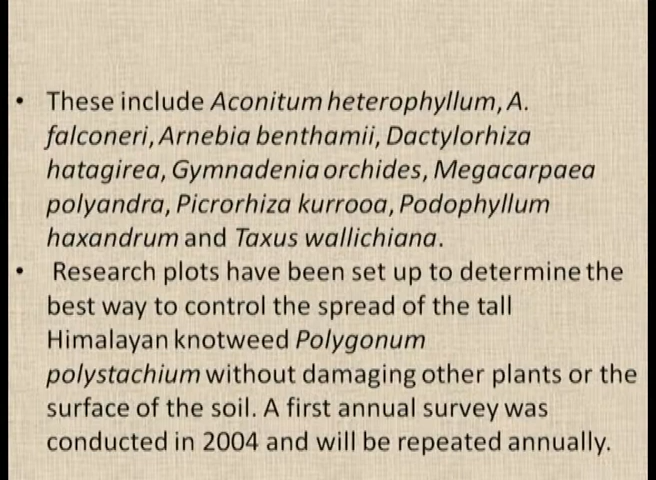 • These include Aconitum heterophyllum, A.
falconeri, Arnebia benthamii, Dactylorhiza
hatagirea, Gymnadenia orchides, Megacarpaea
polyandra, Picrorhiza kurrooa, Podophyllum
haxandrum and Taxus wallichiana.
• Research plots have been set up to determine the
best way to control the spread of the tall
Himalayan knotweed Polygonum
polystachium without damaging other plants or the
surface of the soil. A first annual survey was
conducted in 2004 and will be repeated annually.